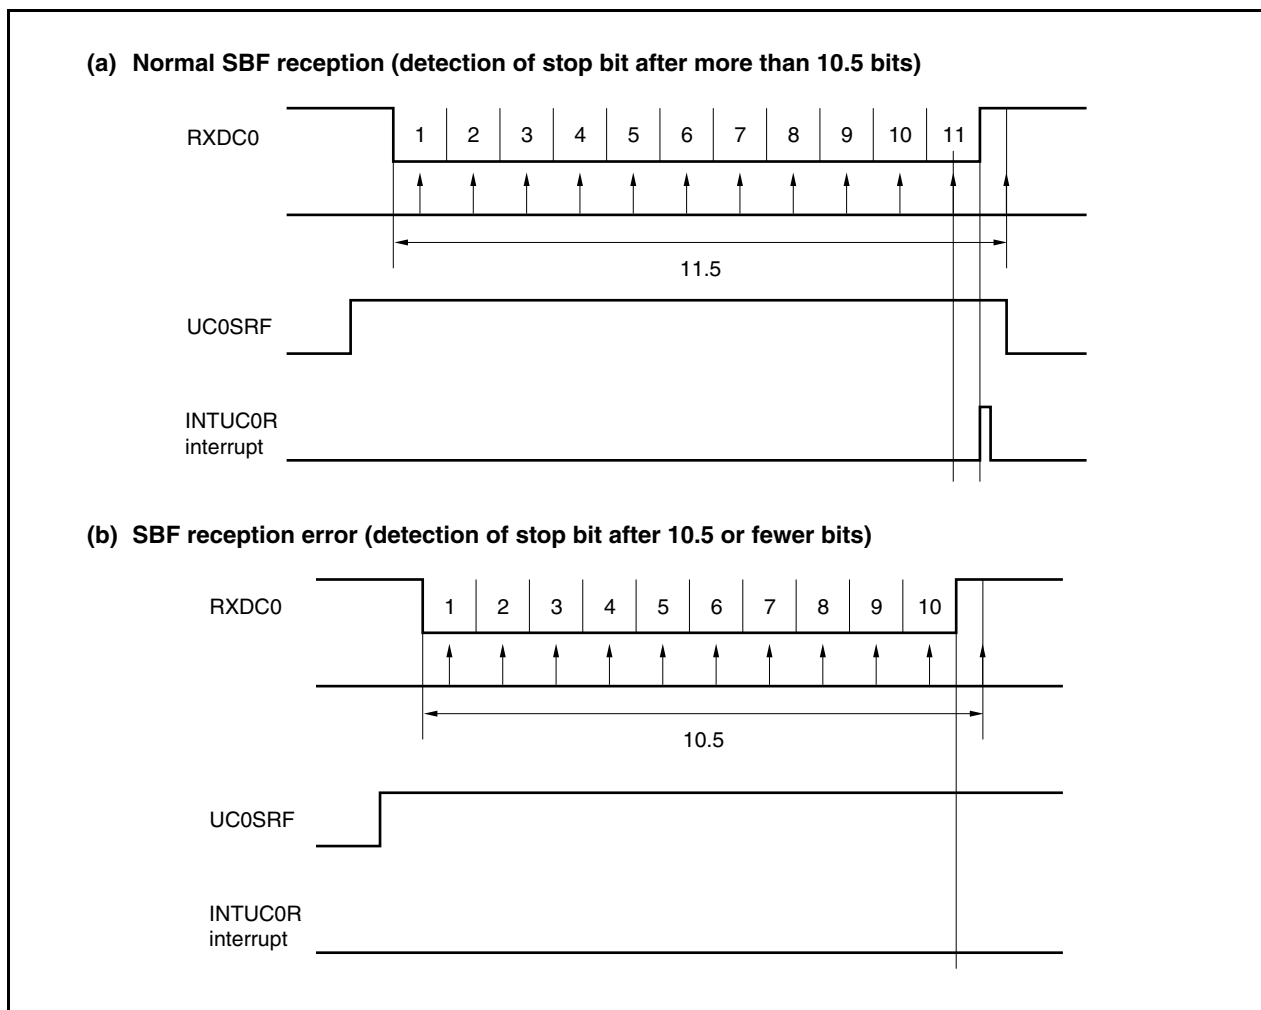 (a) Normal SBF reception (detection of stop bit after more than 10.5 bits)
RXDC0
1 2 3 4 5 6 7 8 9 10 11
11.5
UC0SRF
INTUC0R
interrupt
(b) SBF reception error (detection of stop bit after 10.5 or fewer bits)
RXDC0
1 2 3 4 5 6 7 8 9 10
10.5
UC0SRF
INTUC0R
interrupt